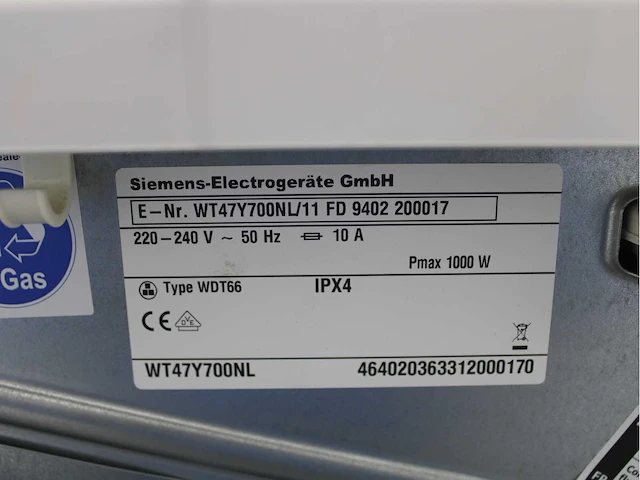 Siemens-Electrogeräte GmbH
E–Nr. WT47Y700NL/11 FD 9402 200017
220–240 V ~ 50 Hz 10 A
Pmax 1000 W
Type WDT66 IPX4
CE
WT47Y700NL 464020363312000170
Gas